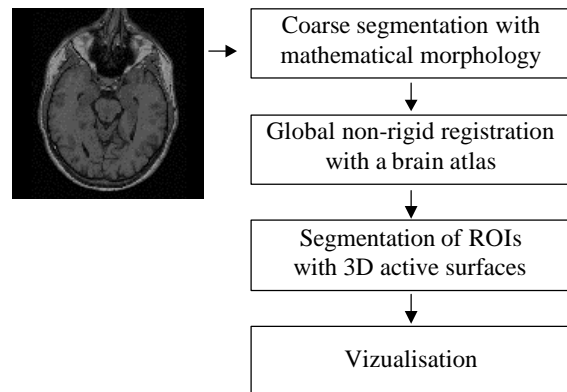 Coarse segmentation with
mathematical morphology
Global non-rigid registration
with a brain atlas
Segmentation of ROIs
with 3D active surfaces
Vizualisation